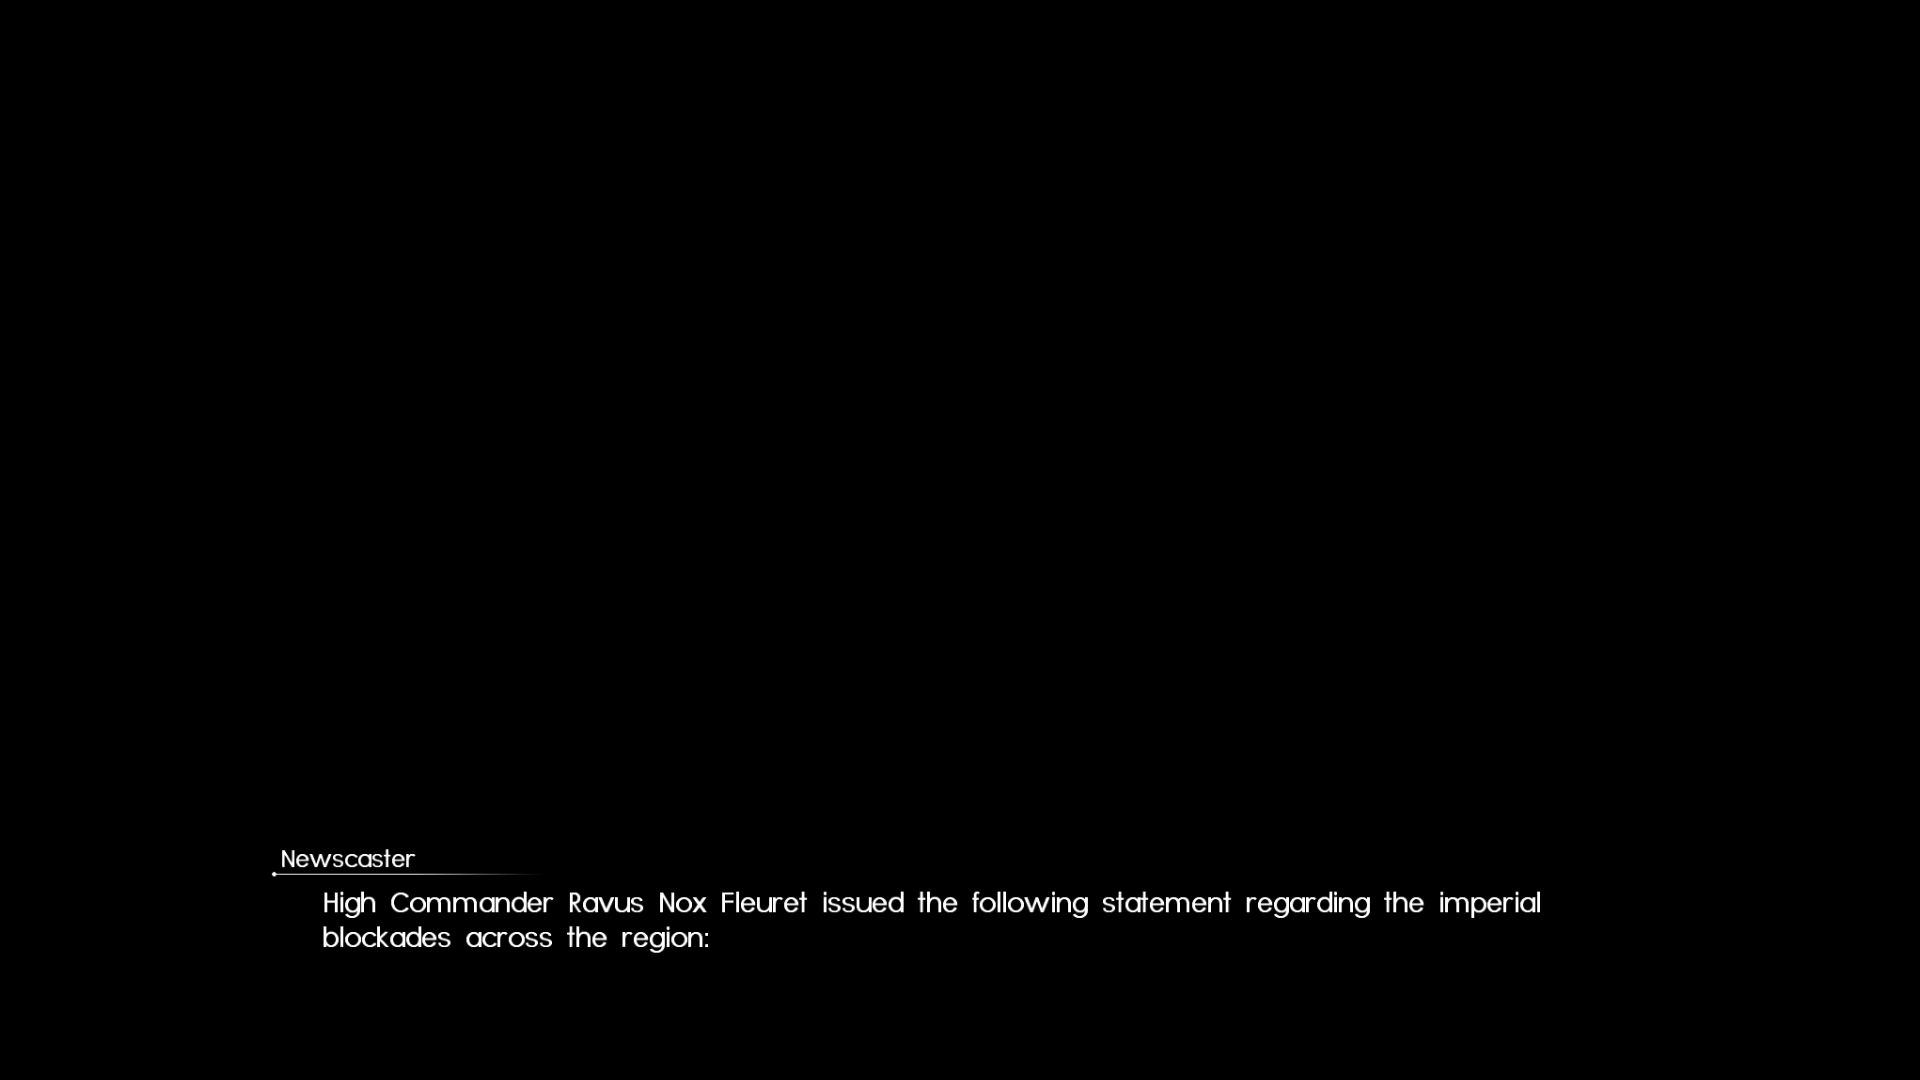 Newscaster
High Commander Ravus Nox Fleuret issued the following statement regarding the imperial
blockades across the region: